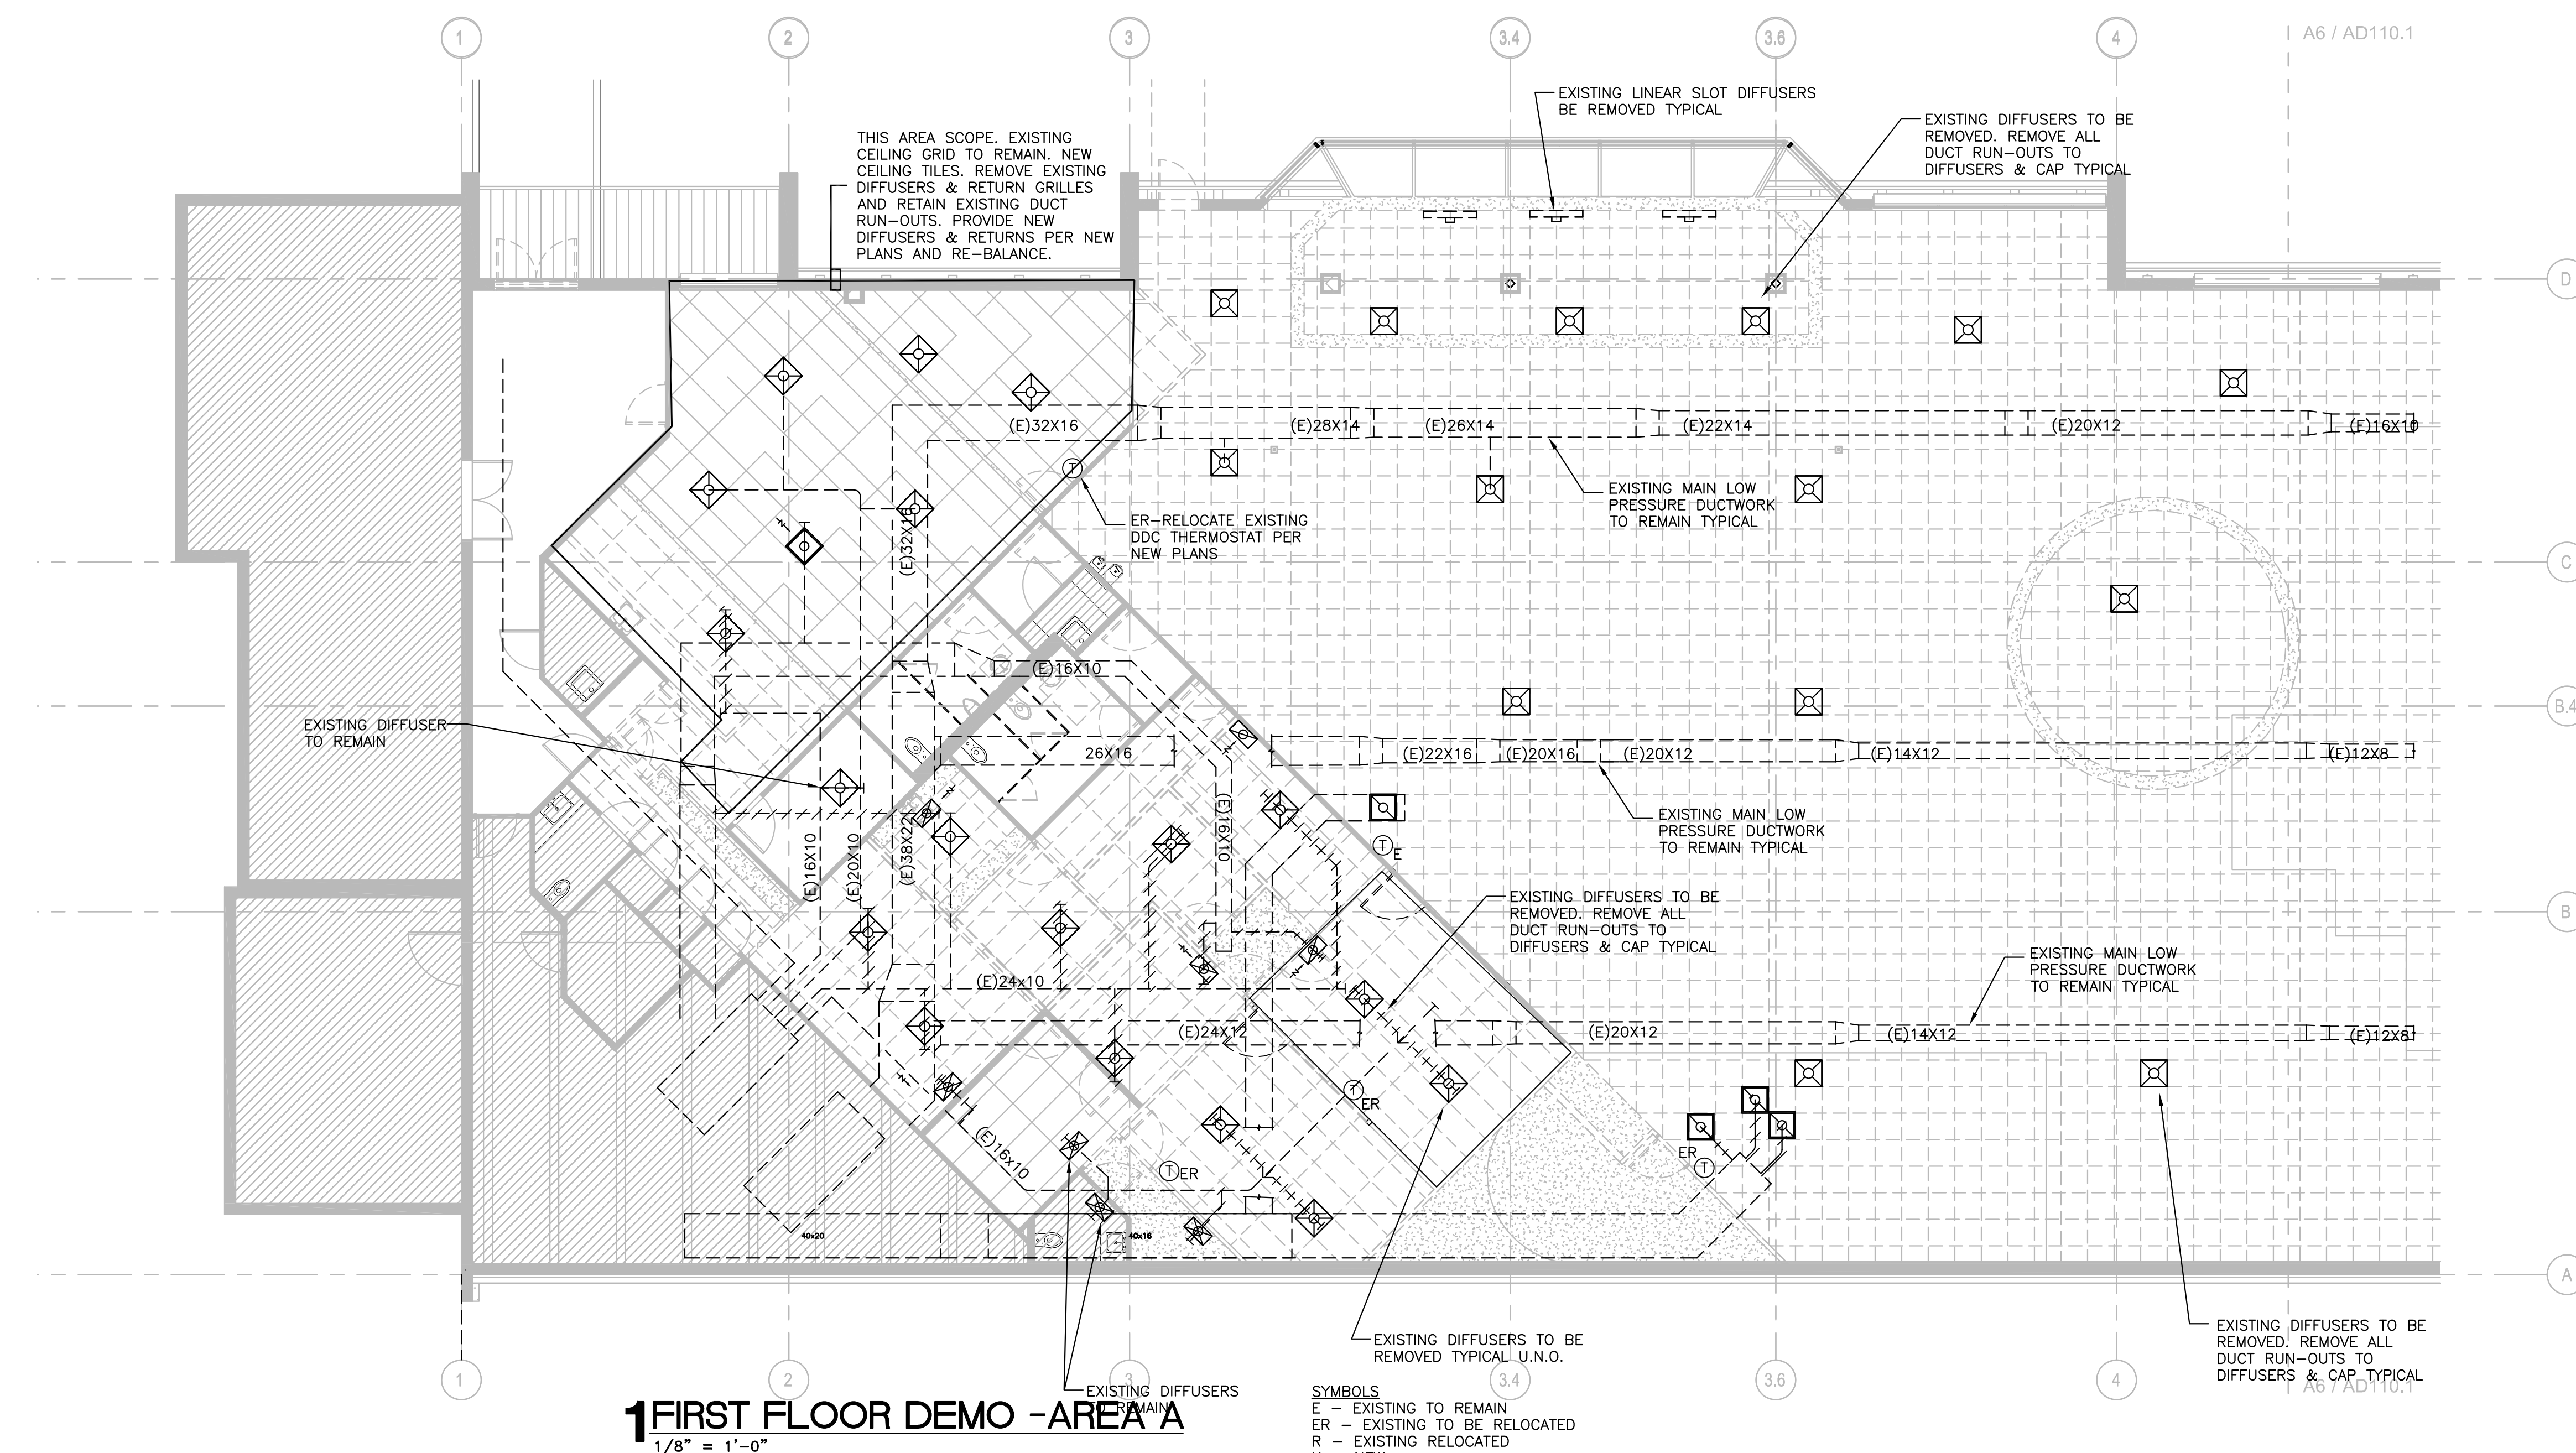 1
2
3
3.4
3.6
4
A6 / AD110.1
EXISTING LINEAR SLOT DIFFUSERS
BE REMOVED TYPICAL
EXISTING DIFFUSERS TO BE
REMOVED. REMOVE ALL
DUCT RUN-OUTS TO
DIFFUSERS & CAP TYPICAL
THIS AREA SCOPE. EXISTING
CEILING GRID TO REMAIN. NEW
CEILING TILES. REMOVE EXISTING
DIFFUSERS & RETURN GRILLES
AND RETAIN EXISTING DUCT
RUN-OUTS. PROVIDE NEW
DIFFUSERS & RETURNS PER NEW
PLANS AND RE-BALANCE.
D
(E)32X16
(E)28X14
(E)26X14
(E)22X14
(E)20X12
(E)16X10
T
EXISTING MAIN LOW
PRESSURE DUCTWORK
TO REMAIN TYPICAL
ER-RELOCATE EXISTING
DDC THERMOSTAT PER
NEW PLANS
(E)32X16
C
(E)16X10
B.4
EXISTING DIFFUSER
TO REMAIN
26X16
(E)22X16
(E)20X16
(E)20X12
(E)14X12
(E)12X8
EXISTING MAIN LOW
PRESSURE DUCTWORK
TO REMAIN TYPICAL
(E)16X10
(E)20X10
(E)38X22
(E)16X10
T
E
EXISTING DIFFUSERS TO BE
REMOVED. REMOVE ALL
DUCT RUN-OUTS TO
DIFFUSERS & CAP TYPICAL
B
EXISTING MAIN LOW
PRESSURE DUCTWORK
TO REMAIN TYPICAL
(E)24x10
(E)24X12
(E)20X12
(E)14X12
(E)12X8
T
ER
(E)16x10
T
ER
ER
T
40x20
40x16
A
EXISTING DIFFUSERS TO BE
REMOVED TYPICAL U.N.O.
EXISTING DIFFUSERS TO BE
REMOVED. REMOVE ALL
DUCT RUN-OUTS TO
DIFFUSERS & CAP TYPICAL
1
2
3
3.4
3.6
4
A6 / AD110.1
EXISTING DIFFUSERS
TO REMAIN
1 FIRST FLOOR DEMO -AREA A
1/8" = 1'-0"
SYMBOLS
E - EXISTING TO REMAIN
ER - EXISTING TO BE RELOCATED
R - EXISTING RELOCATED